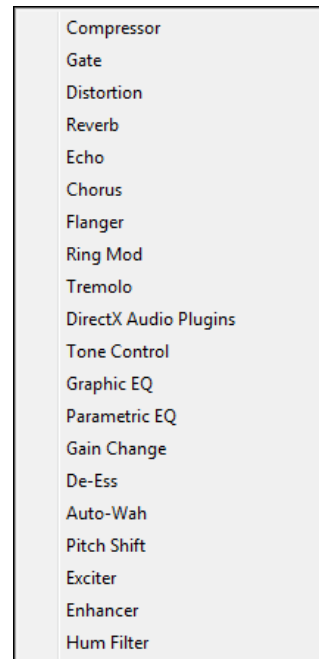 Compressor
Gate
Distortion
Reverb
Echo
Chorus
Flanger
Ring Mod
Tremolo
DirectX Audio Plugins
Tone Control
Graphic EQ
Parametric EQ
Gain Change
De-Ess
Auto-Wah
Pitch Shift
Exciter
Enhancer
Hum Filter